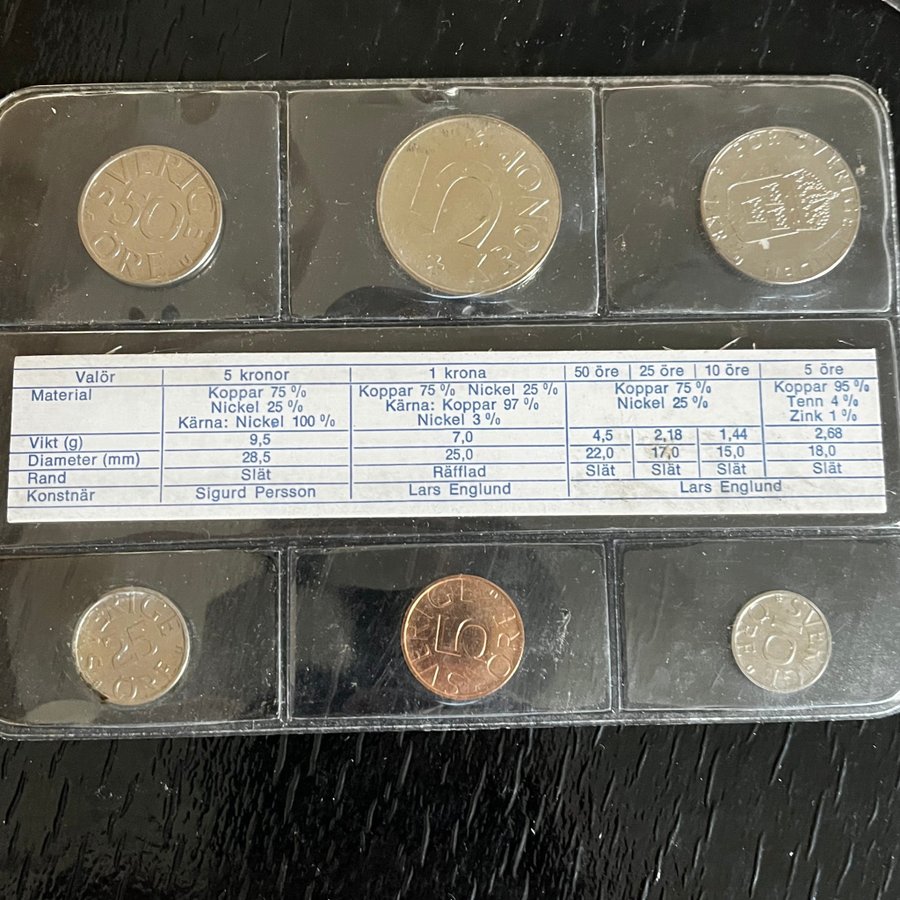 SVERIGE
50
ÖRE
5
KRONOR
FÖR SVERIGE
Valör 5 kronor 1 krona 50 öre 25 öre 10 öre 5 öre
Material Koppar 75 % Koppar 75 % Nickel 25 % Koppar 75 % Koppar 95 %
Nickel 25 % Kärna: Koppar 97 % Nickel 25 % Tenn 4 %
Kärna: Nickel 100 % Nickel 3 % Zink 1 %
Vikt (g) 9,5 7,0 4,5 2,18 1,44 2,68
Diameter (mm) 28,5 25,0 22,0 17,0 15,0 18,0
Rand Slät Räfflad Slät Slät Slät Slät
Konstnär Sigurd Persson Lars Englund Lars Englund
SVERIGE
25
ÖRE
SVERIGE
5
ÖRE
SVERIGE
10
ÖRE